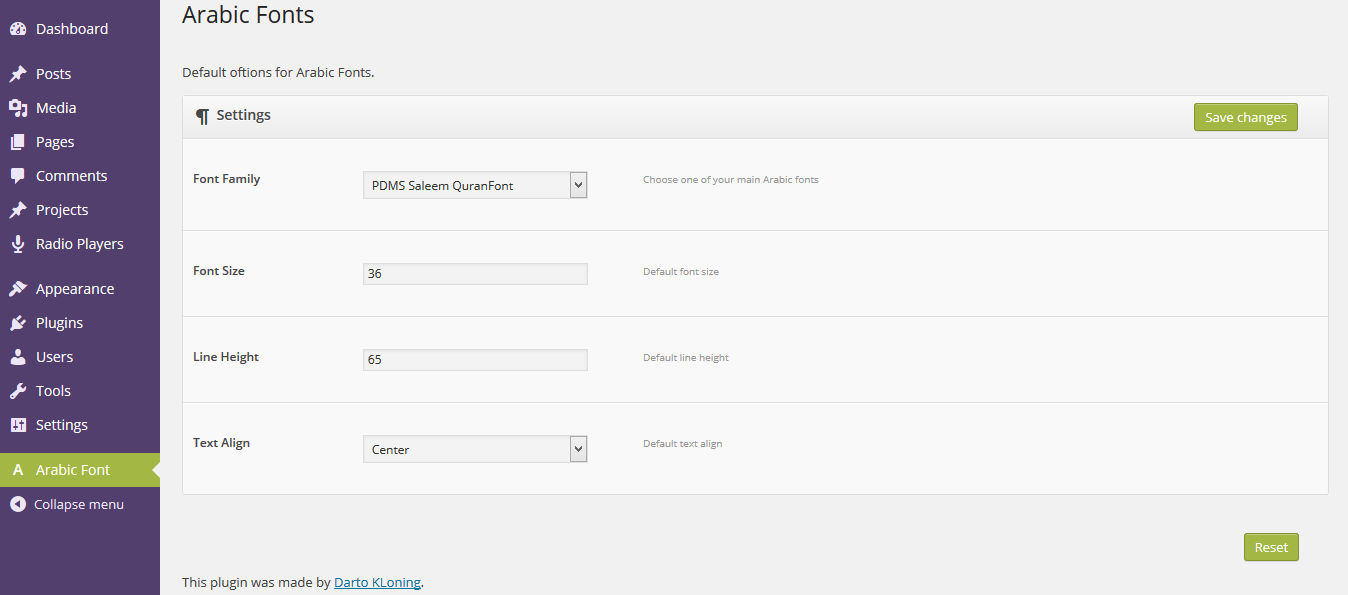 Dashboard
Posts
Media
Pages
Comments
Projects
Radio Players
Appearance
Plugins
Users
Tools
Settings
A Arabic Font
Collapse menu
Arabic Fonts
Default oftions for Arabic Fonts.
¶ Settings Save changes
Font Family PDMS Saleem QuranFont Choose one of your main Arabic fonts
Font Size 36 Default font size
Line Height 65 Default line height
Text Align Center Default text align
Reset
This plugin was made by Darto KLoning.